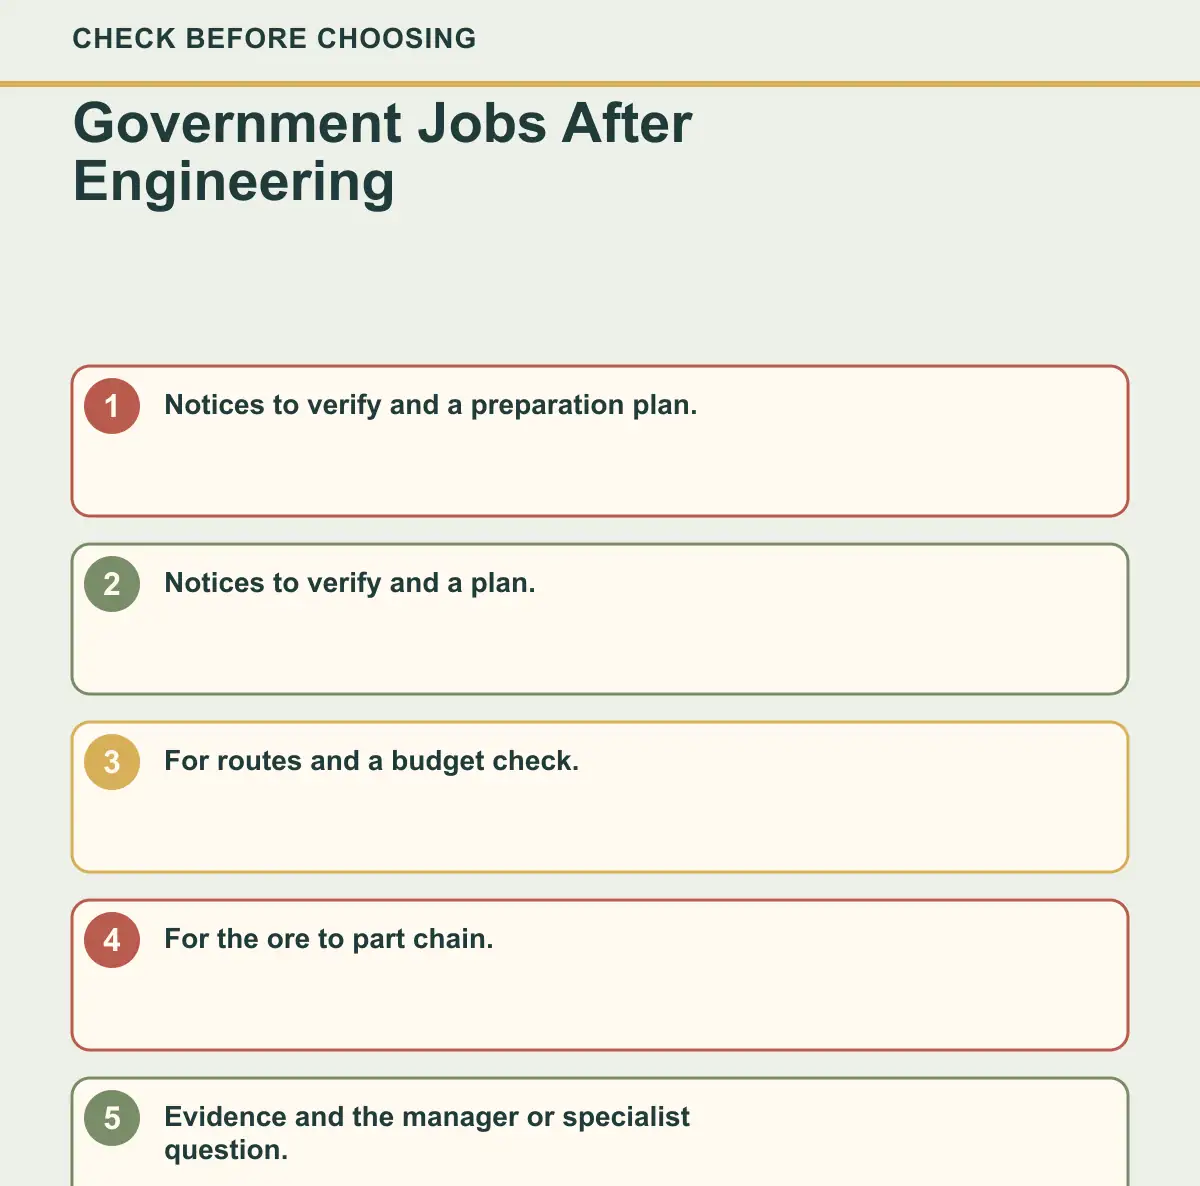 CHECK BEFORE CHOOSING
Government Jobs After
Engineering
1
Notices to verify and a preparation plan.
2
Notices to verify and a plan.
3
For routes and a budget check.
4
For the ore to part chain.
5
Evidence and the manager or specialist
question.